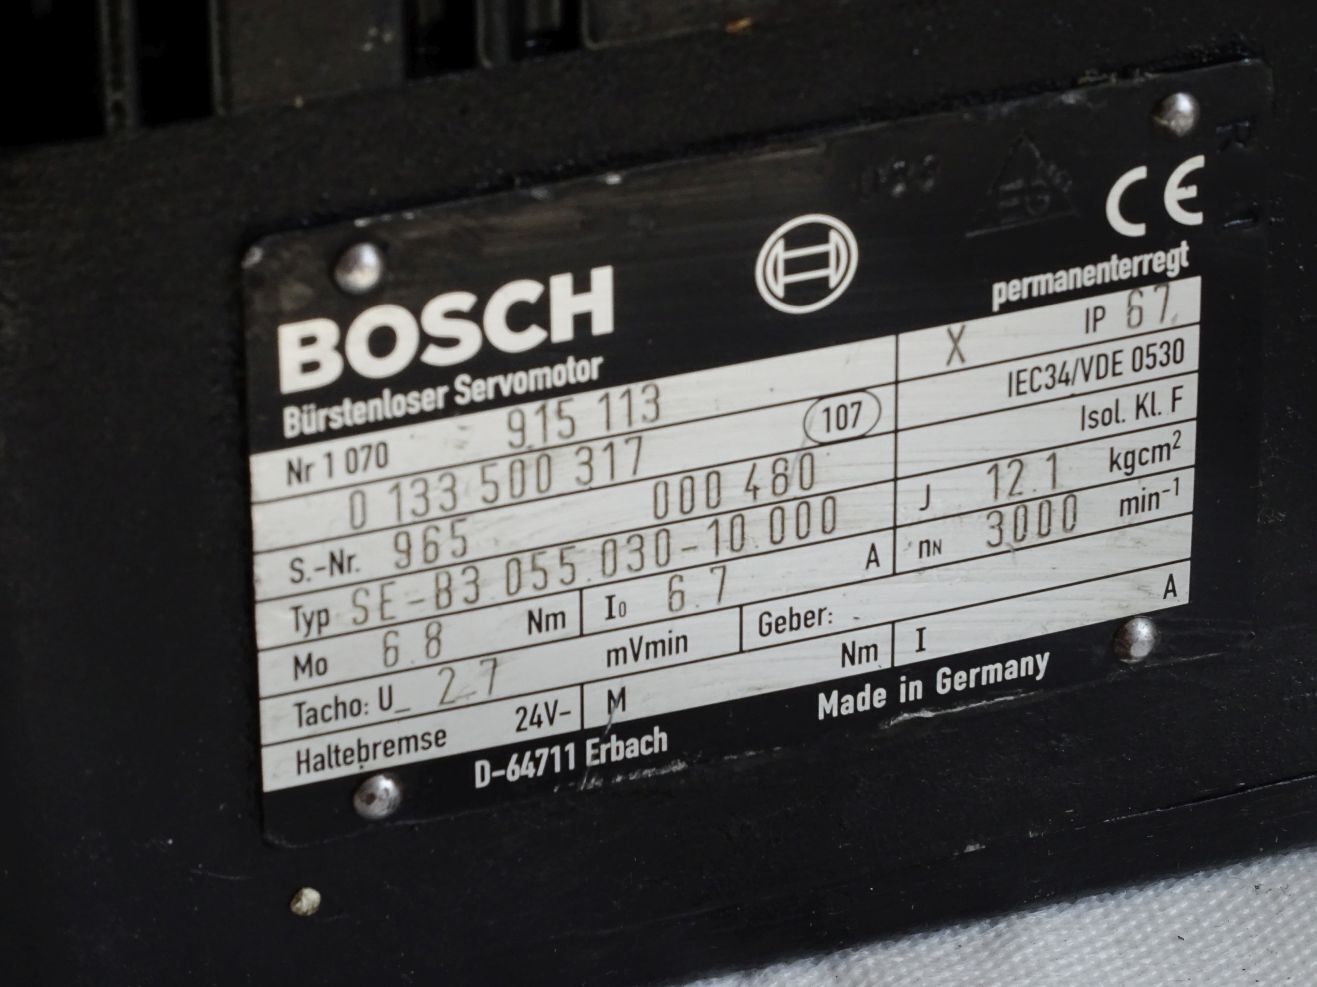 CE
BOSCH
Bürstenloser Servomotor
permanenterregt
Nr 1 070 915 113 X IP 67
0 133 500 317 107 IEC34/VDE 0530
S.-Nr. 965 000 480 Isol. Kl. F
Typ SE-B3.055.030-10.000 J 12.1 kgcm²
Mo 6.8 Nm I₀ 6.7 A nN 3000 min⁻¹
Tacho: U_ 2.7 mVmin Geber:
Haltebremse 24V- M Nm I A
D-64711 Erbach Made in Germany